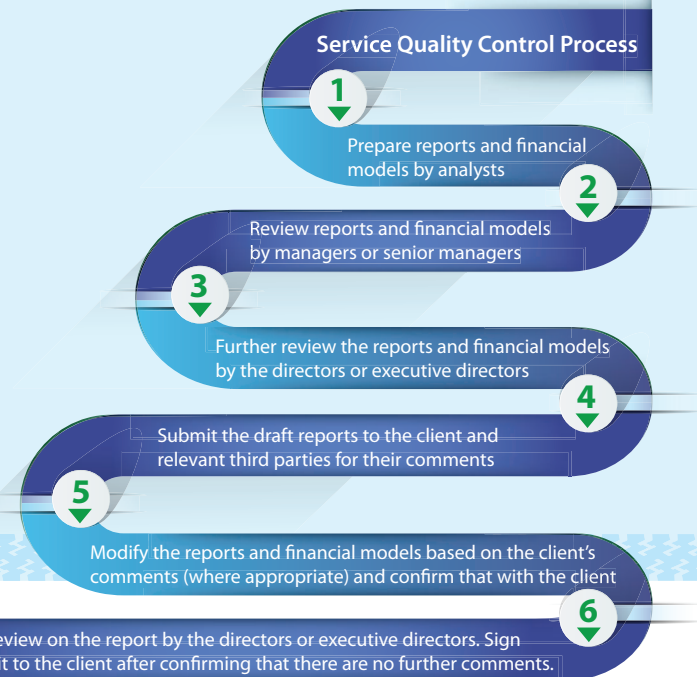 Service Quality Control Process
1
Prepare reports and financial
models by analysts
2
Review reports and financial models
by managers or senior managers
3
Further review the reports and financial models
by the directors or executive directors
4
Submit the draft reports to the client and
relevant third parties for their comments
5
Modify the reports and financial models based on the client's
comments (where appropriate) and confirm that with the client
6
on the report by the directors or executive directors. Sign
it to the client after confirming that there are no further comments.